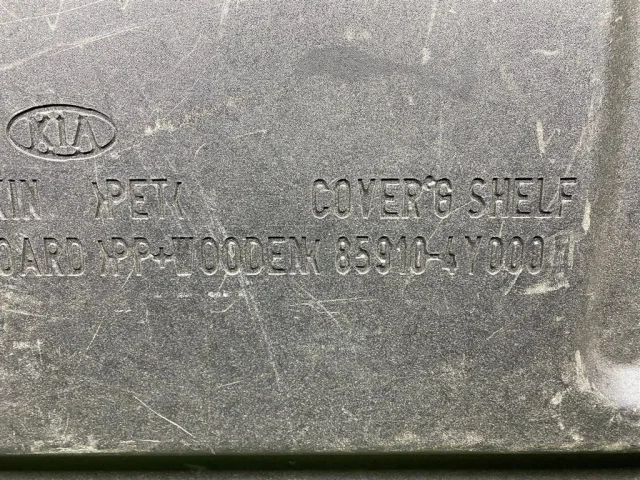 KIA
KIN >PET< COVER'G SHELF
OARD >PP+WOODEN< 85910-4Y000